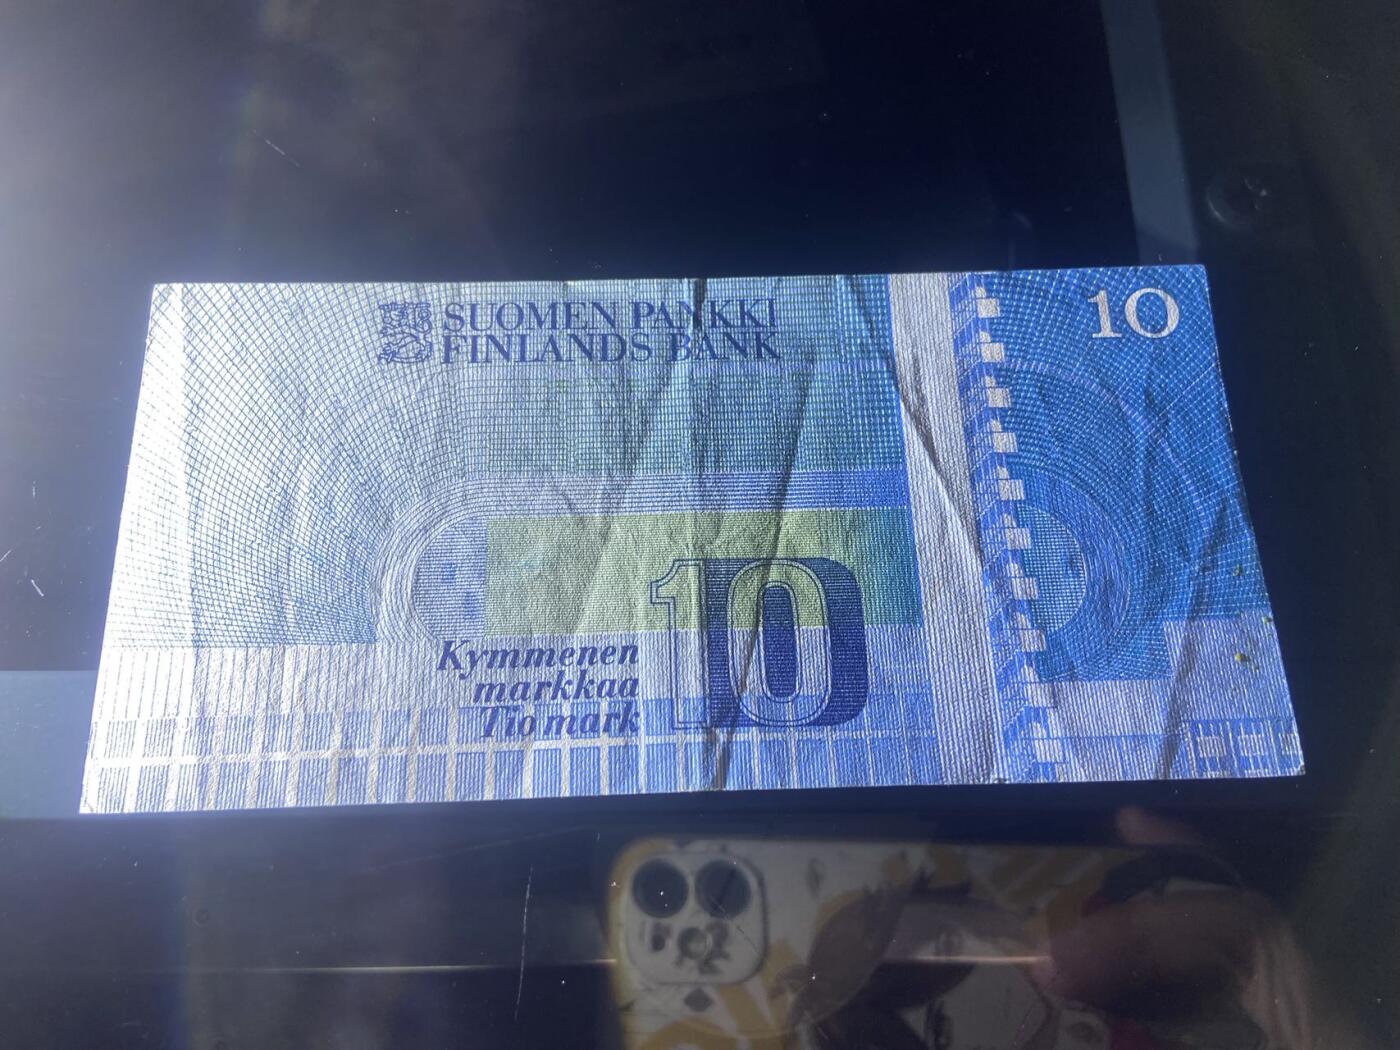 SUOMEN PANKKI
FINLANDS BANK
10
10
Kymmenen
markkaa
Tio mark